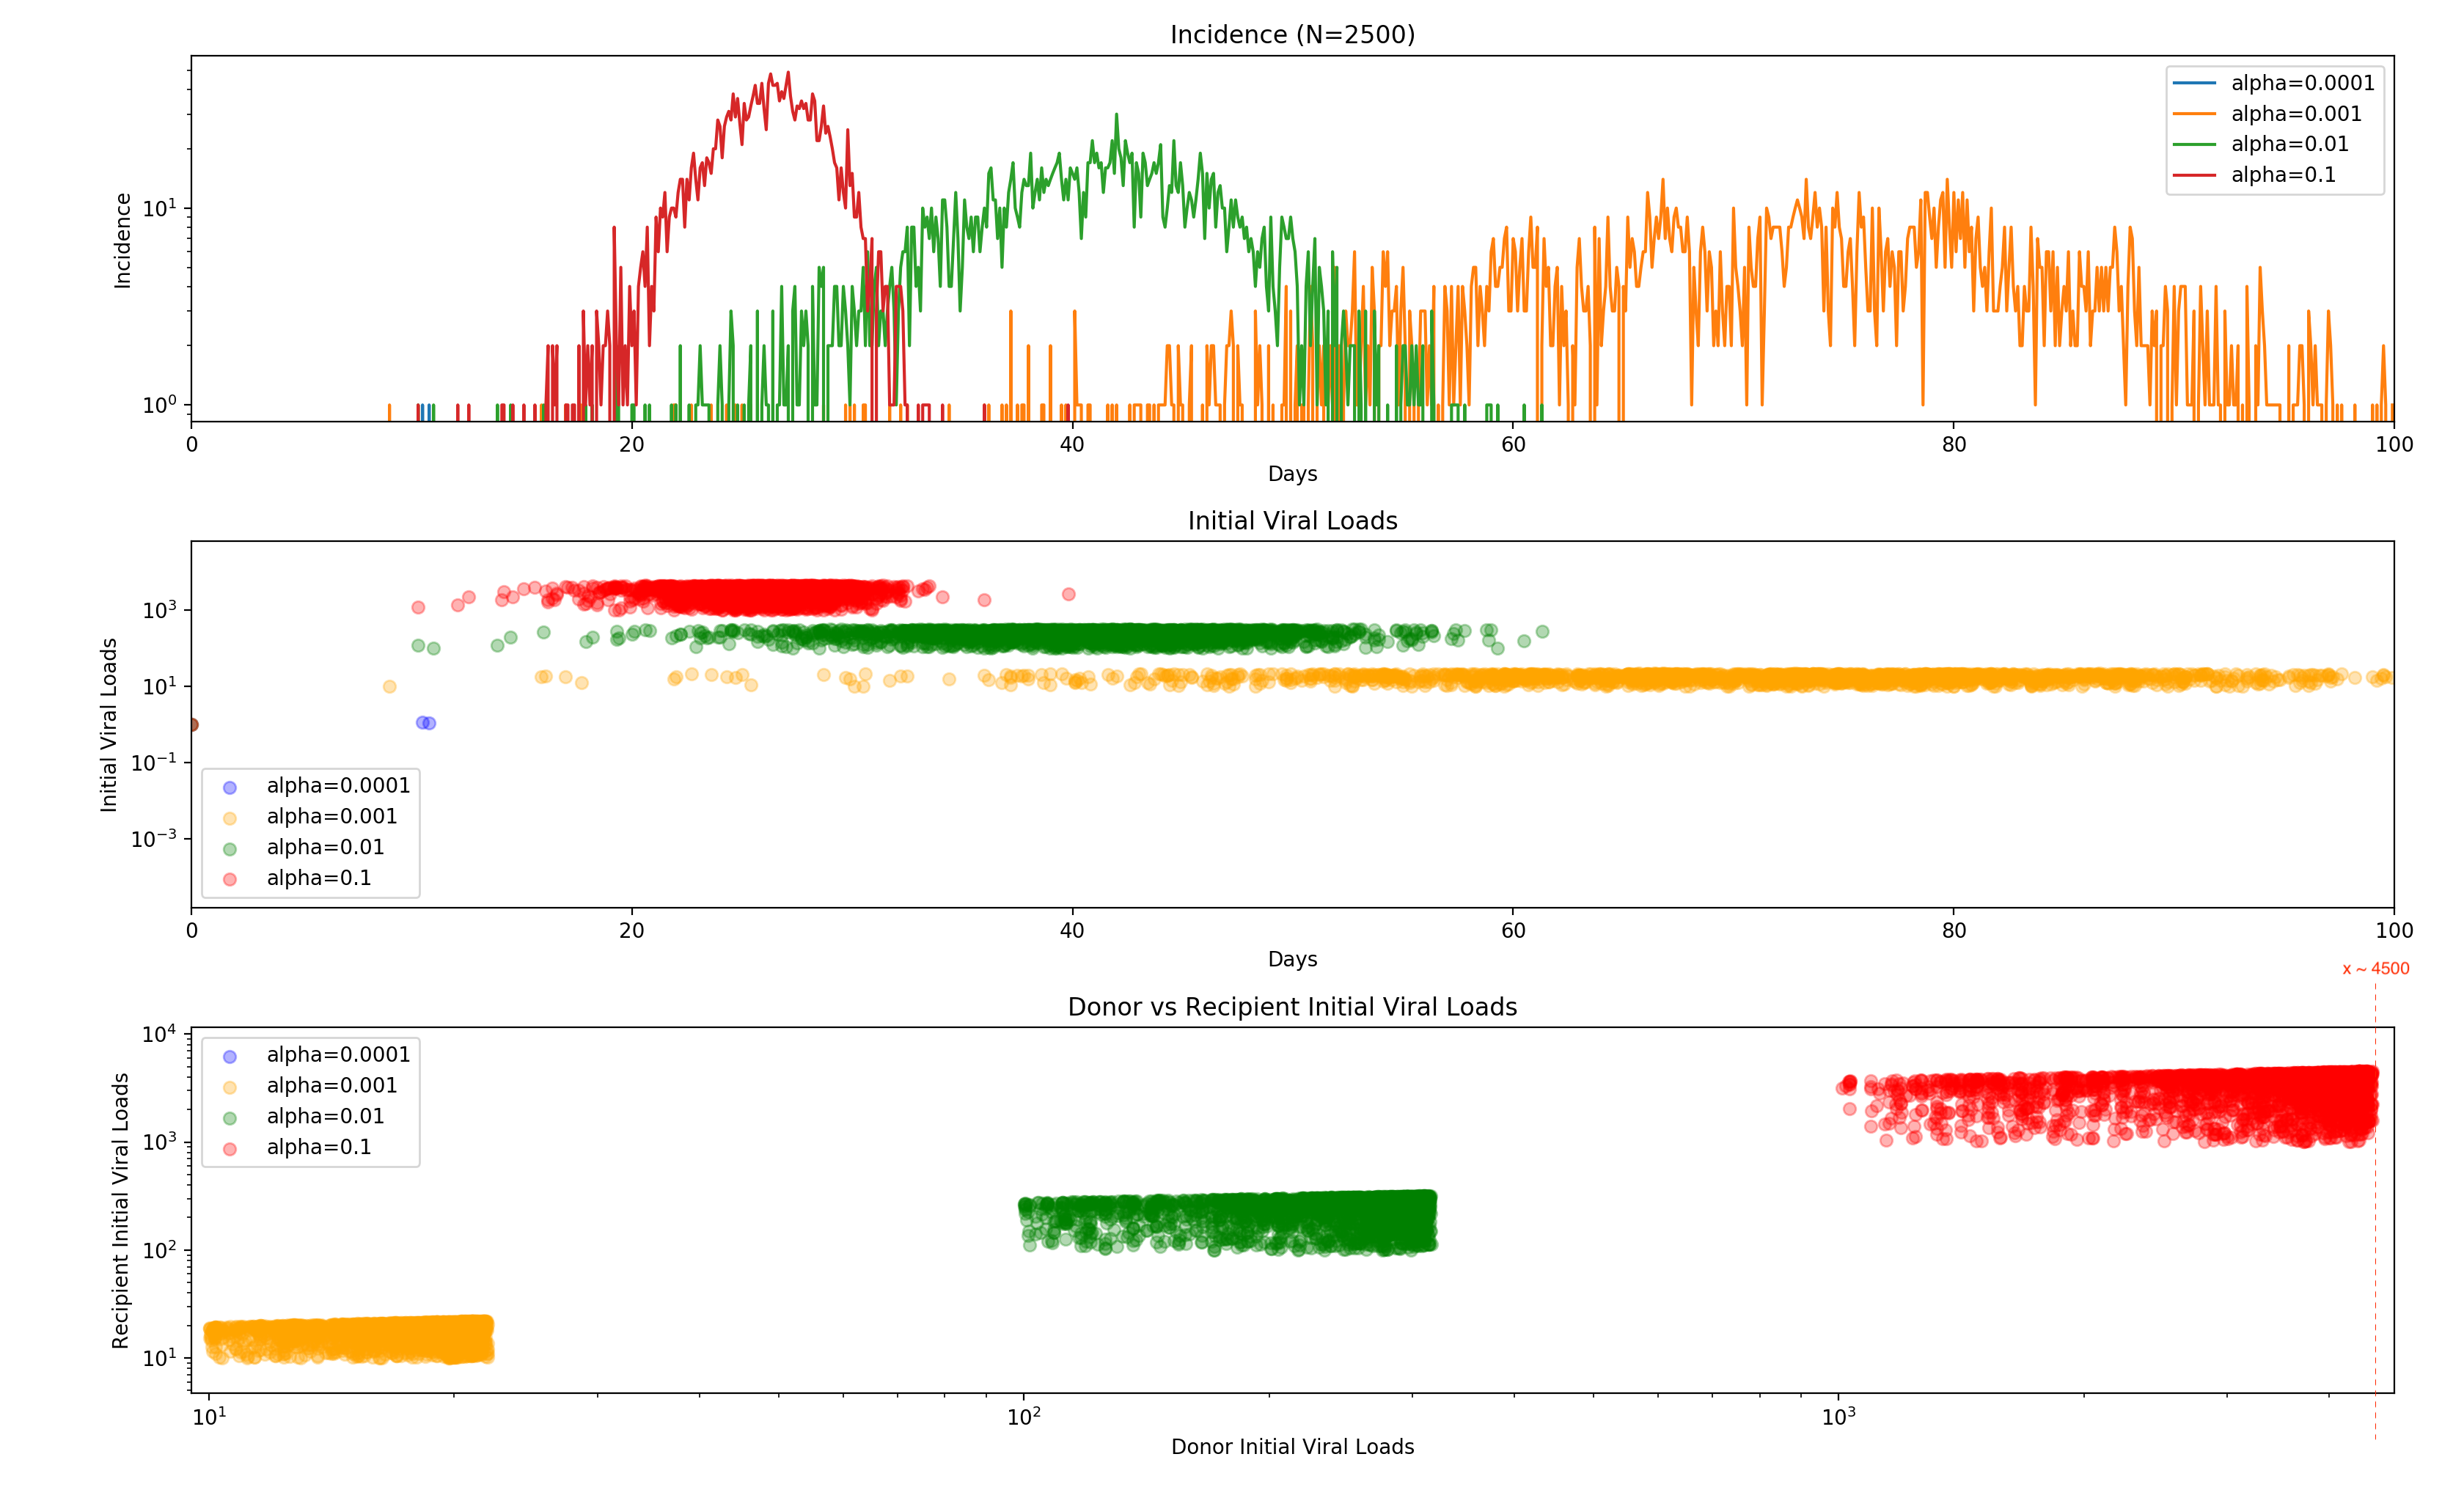 Incidence (N=2500)
Incidence
10¹
10⁰
alpha=0.0001
alpha=0.001
alpha=0.01
alpha=0.1
0 20 40 60 80 100
Days
Initial Viral Loads
Initial Viral Loads
10³
10¹
10⁻¹
10⁻³
alpha=0.0001
alpha=0.001
alpha=0.01
alpha=0.1
0 20 40 60 80 100
Days
x ~ 4500
Donor vs Recipient Initial Viral Loads
Recipient Initial Viral Loads
10⁴
10³
10²
10¹
alpha=0.0001
alpha=0.001
alpha=0.01
alpha=0.1
10¹ 10² 10³
Donor Initial Viral Loads